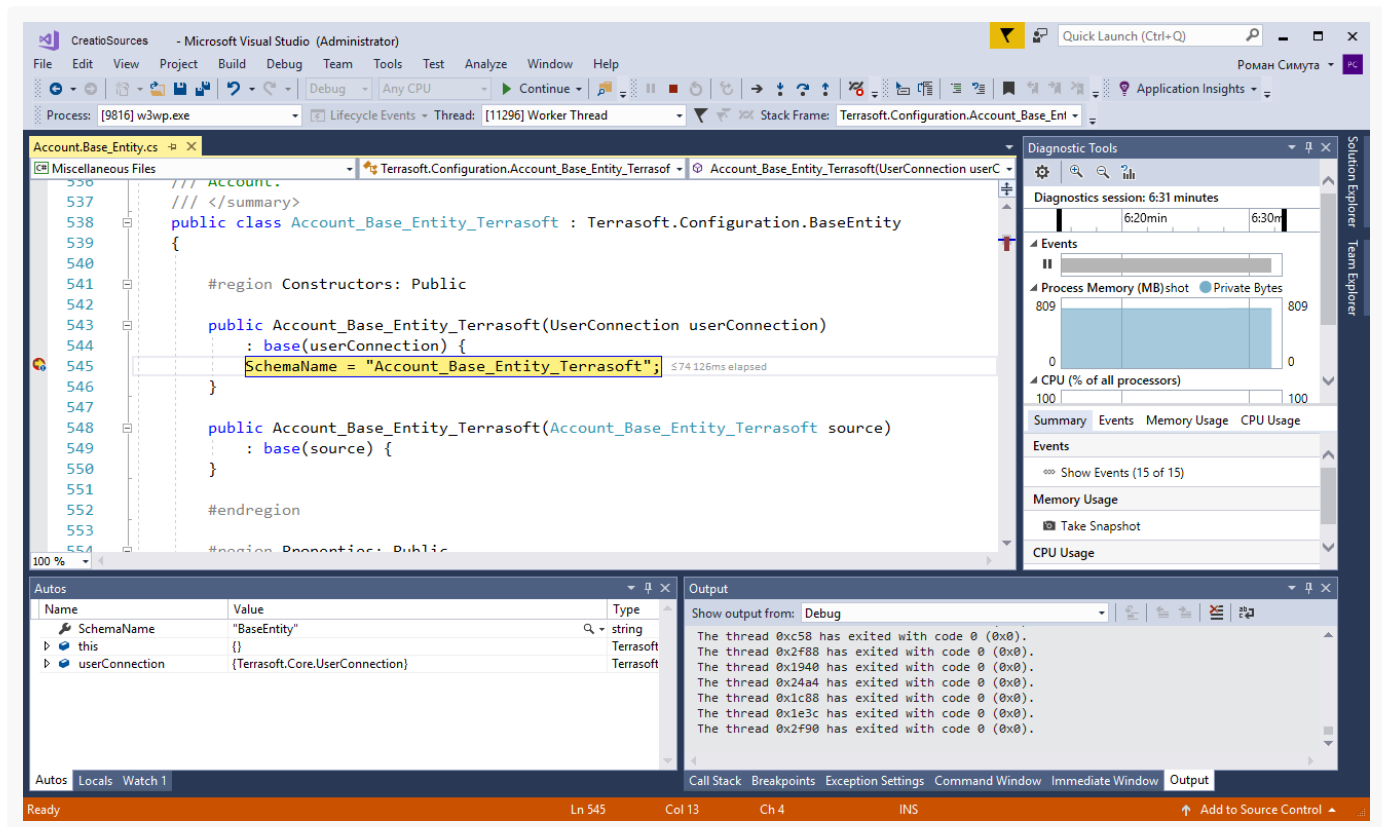 CreatioSources - Microsoft Visual Studio (Administrator)
Quick Launch (Ctrl+Q)
File Edit View Project Build Debug Team Tools Test Analyze Window Help
Роман Симута
РС
Debug Any CPU Continue Application Insights
Process: [9816] w3wp.exe Lifecycle Events Thread: [11296] Worker Thread Stack Frame: Terrasoft.Configuration.Account_Base_Ent
Account.Base_Entity.cs
Miscellaneous Files Terrasoft.Configuration.Account_Base_Entity_Terrasof Account_Base_Entity_Terrasoft(UserConnection userC
536 /// Account.
537 /// </summary>
538 public class Account_Base_Entity_Terrasoft : Terrasoft.Configuration.BaseEntity
539 {
540
541 #region Constructors: Public
542
543 public Account_Base_Entity_Terrasoft(UserConnection userConnection)
544 : base(userConnection) {
545 SchemaName = "Account_Base_Entity_Terrasoft"; ≤74 126ms elapsed
546 }
547
548 public Account_Base_Entity_Terrasoft(Account_Base_Entity_Terrasoft source)
549 : base(source) {
550 }
551
552 #endregion
553
554 #region Properties: Public
100 %
Diagnostic Tools
Diagnostics session: 6:31 minutes
6:20min 6:30m
Events
Process Memory (MB) shot Private Bytes
809 809
0 0
CPU (% of all processors)
100 100
Summary Events Memory Usage CPU Usage
Events
Show Events (15 of 15)
Memory Usage
Take Snapshot
CPU Usage
Solution Explorer
Team Explorer
Autos
Name Value Type
SchemaName "BaseEntity" string
this {} Terrasoft
userConnection {Terrasoft.Core.UserConnection} Terrasoft
Autos Locals Watch 1
Output
Show output from: Debug
The thread 0xc58 has exited with code 0 (0x0).
The thread 0x2f88 has exited with code 0 (0x0).
The thread 0x1940 has exited with code 0 (0x0).
The thread 0x24a4 has exited with code 0 (0x0).
The thread 0x1c88 has exited with code 0 (0x0).
The thread 0x1e3c has exited with code 0 (0x0).
The thread 0x2f90 has exited with code 0 (0x0).
Call Stack Breakpoints Exception Settings Command Window Immediate Window Output
Ready Ln 545 Col 13 Ch 4 INS Add to Source Control